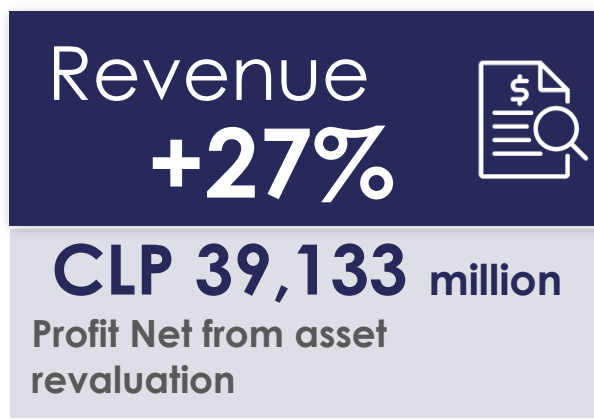 Revenue
+27%
CLP 39,133 million
Profit Net from asset
revaluation
$